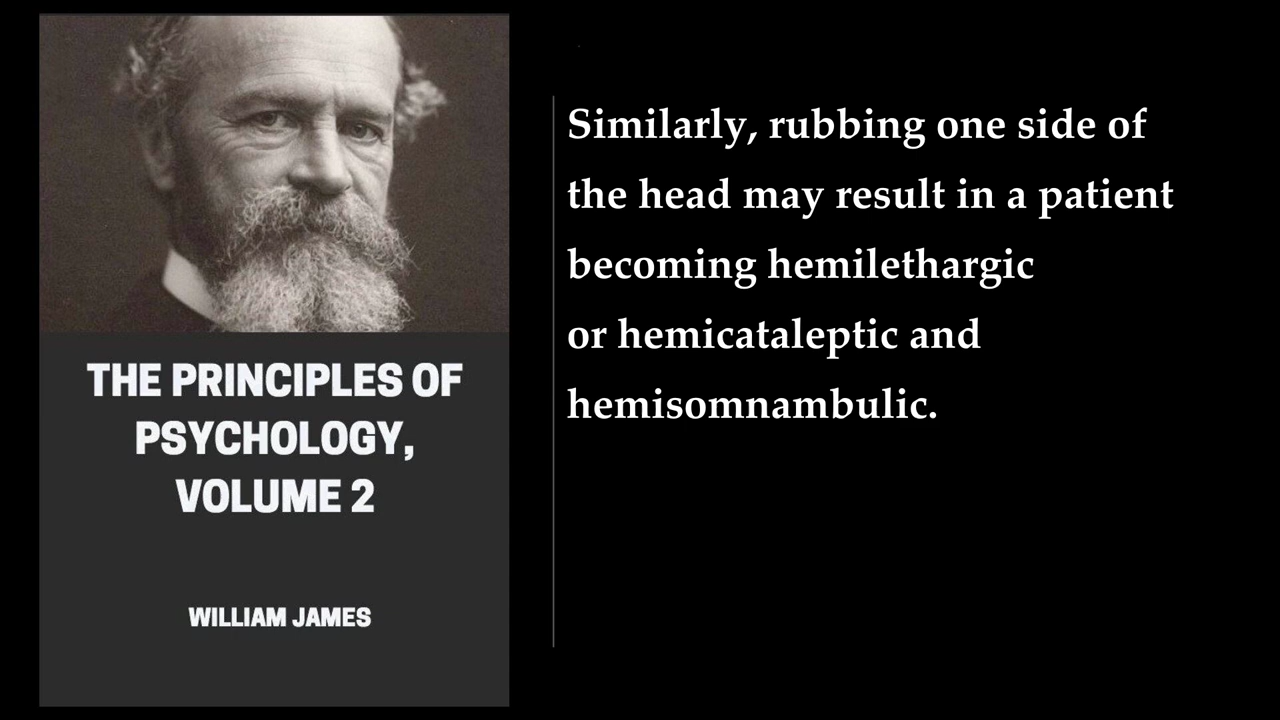 THE PRINCIPLES OF
PSYCHOLOGY,
VOLUME 2
WILLIAM JAMES
Similarly, rubbing one side of
the head may result in a patient
becoming hemilethargic
or hemicataleptic and
hemisomnambulic.